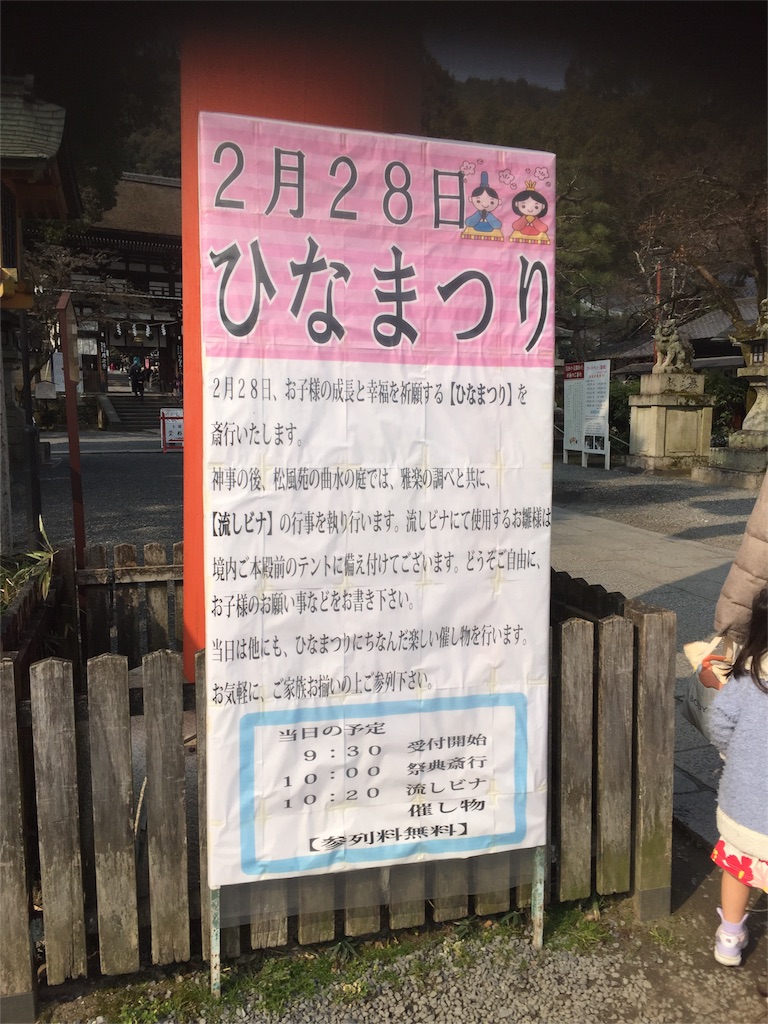 2月28日
ひなまつり
2月28日、お子様の成長と幸福を祈願する【ひなまつり】を
斎行いたします。
神事の後、松風苑の曲水の庭では、雅楽の調べと共に、
【流しビナ】の行事を執り行います。流しビナにて使用するお雛様は
境内ご本殿前のテントに備え付けてございます。どうぞご自由に、
お子様のお願い事などをお書き下さい。
当日は他にも、ひなまつりにちなんだ楽しい催し物を行います。
お気軽に、ご家族お揃いの上ご参列下さい。
当日の予定
9:30 受付開始
10:00 祭典斎行
10:20 流しビナ
催し物
【参列料無料】